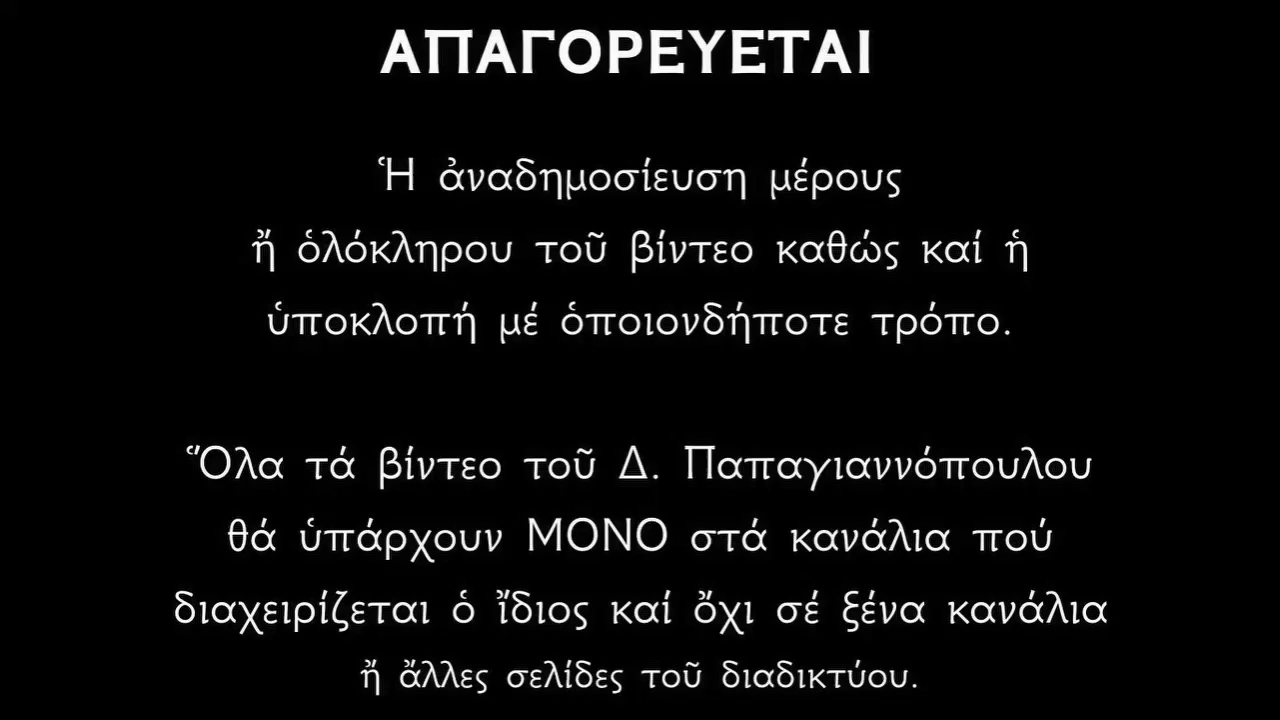 ΑΠΑΓΟΡΕΥΕΤΑΙ
Ἡ ἀναδημοσίευση μέρους
ἤ ὁλόκληρου τοῦ βίντεο καθώς καί ἡ
ὑποκλοπή μέ ὁποιονδήποτε τρόπο.
Ὅλα τά βίντεο τοῦ Δ. Παπαγιαννόπουλου
θά ὑπάρχουν ΜΟΝΟ στά κανάλια πού
διαχειρίζεται ὁ ἴδιος καί ὄχι σέ ξένα κανάλια
ἤ ἄλλες σελίδες τοῦ διαδικτύου.